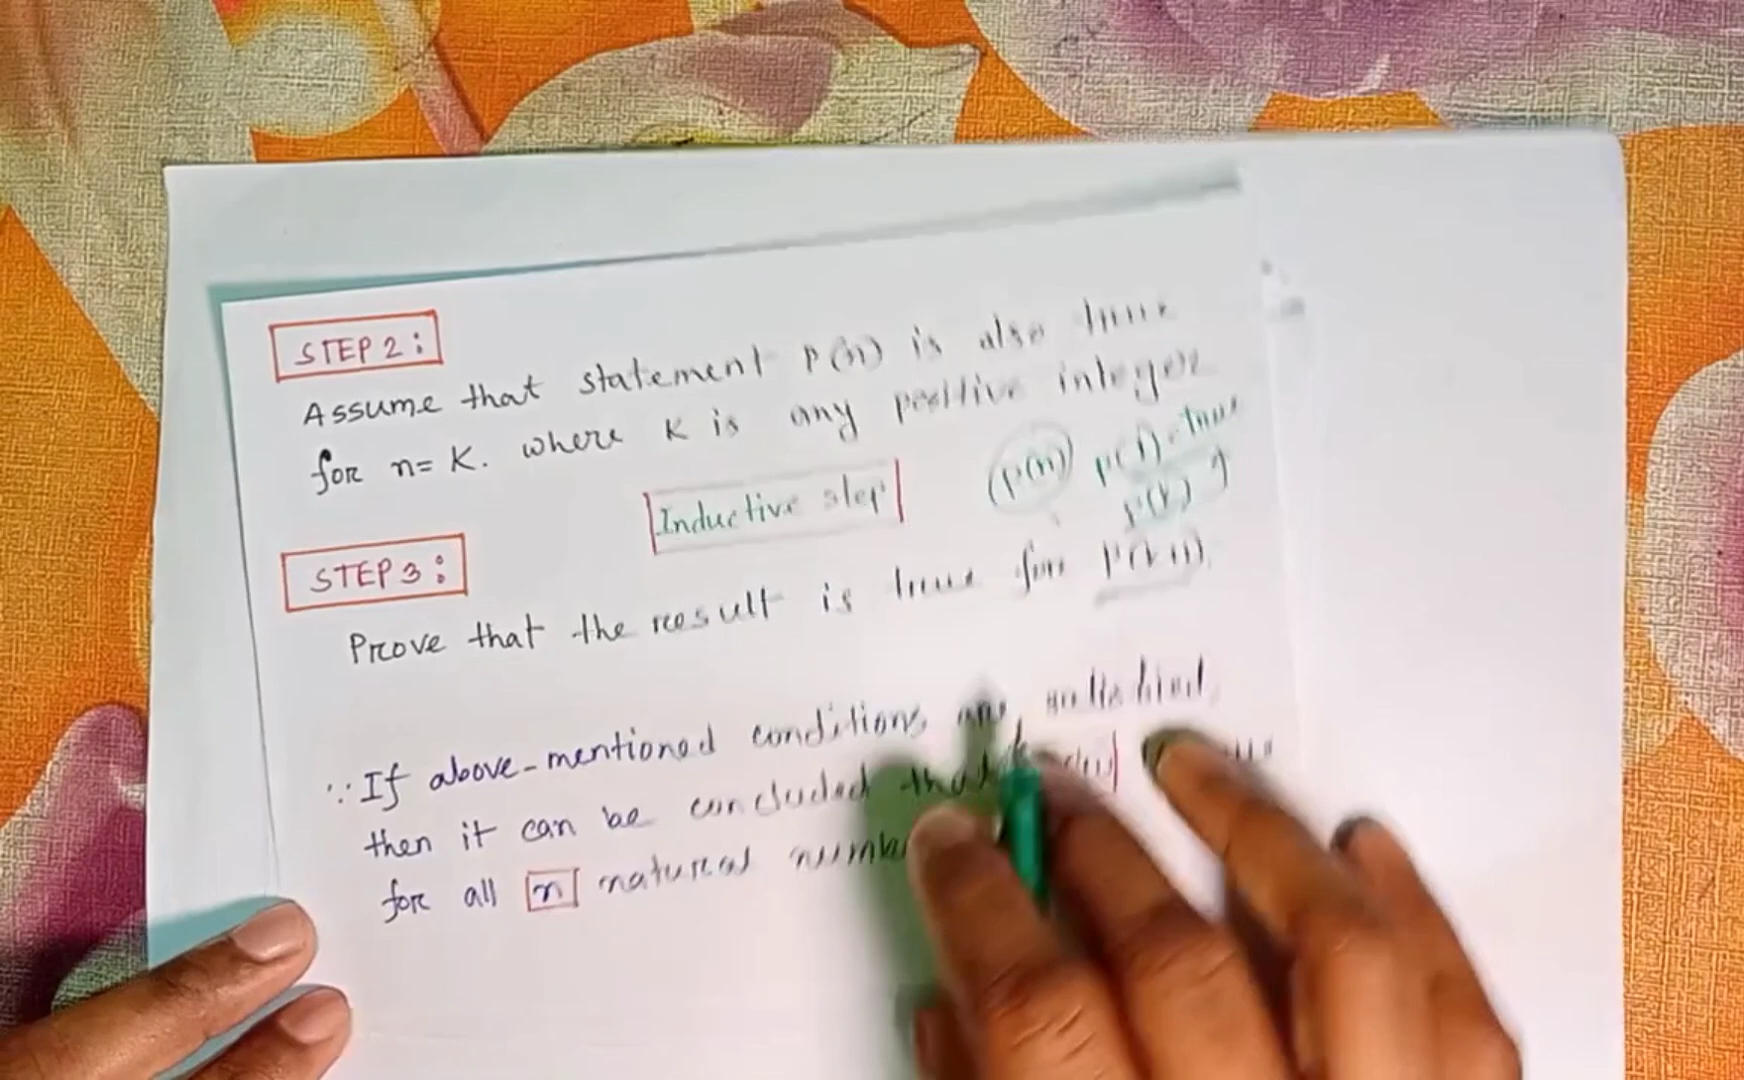 STEP 2:
Assume that statement P(n) is also true
for n= K. where K is any positive integer
Inductive step
(P(n)) P(1) - true
P(k)
STEP 3:
Prove that the result is true for P(k+1).
∵ If above-mentioned conditions are satisfied,
then it can be concluded that
for all n natural